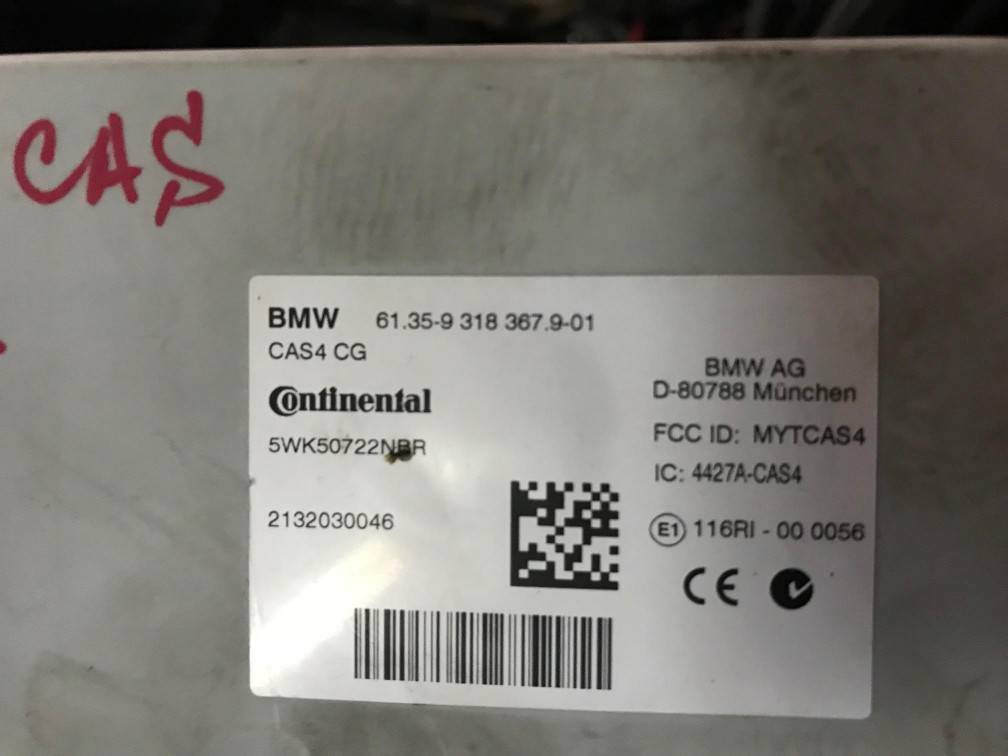 CAS
BMW 61.35-9 318 367.9-01
CAS4 CG
Continental
5WK50722NBR
2132030046
BMW AG
D-80788 München
FCC ID: MYTCAS4
IC: 4427A-CAS4
E1 116RI - 00 0056
CE